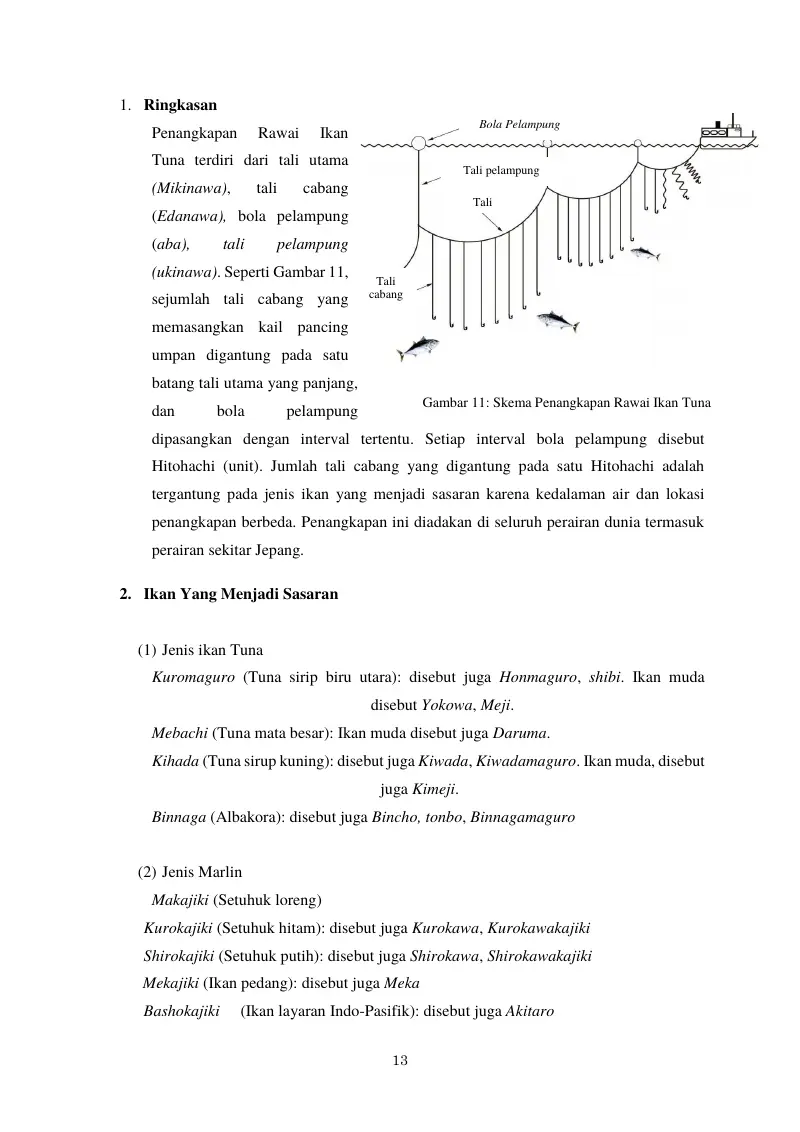 1. Ringkasan
Penangkapan Rawai Ikan
Tuna terdiri dari tali utama
(Mikinawa), tali cabang
(Edanawa), bola pelampung
(aba), tali pelampung
(ukinawa). Seperti Gambar 11,
sejumlah tali cabang yang
memasangkan kail pancing
umpan digantung pada satu
batang tali utama yang panjang,
dan bola pelampung
Bola Pelampung
Tali pelampung
Tali
Tali
cabang
Gambar 11: Skema Penangkapan Rawai Ikan Tuna
dipasangkan dengan interval tertentu. Setiap interval bola pelampung disebut
Hitohachi (unit). Jumlah tali cabang yang digantung pada satu Hitohachi adalah
tergantung pada jenis ikan yang menjadi sasaran karena kedalaman air dan lokasi
penangkapan berbeda. Penangkapan ini diadakan di seluruh perairan dunia termasuk
perairan sekitar Jepang.
2. Ikan Yang Menjadi Sasaran
(1) Jenis ikan Tuna
Kuromaguro (Tuna sirip biru utara): disebut juga Honmaguro, shibi. Ikan muda
disebut Yokowa, Meji.
Mebachi (Tuna mata besar): Ikan muda disebut juga Daruma.
Kihada (Tuna sirup kuning): disebut juga Kiwada, Kiwadamaguro. Ikan muda, disebut
juga Kimeji.
Binnaga (Albakora): disebut juga Bincho, tonbo, Binnagamaguro
(2) Jenis Marlin
Makajiki (Setuhuk loreng)
Kurokajiki (Setuhuk hitam): disebut juga Kurokawa, Kurokawakajiki
Shirokajiki (Setuhuk putih): disebut juga Shirokawa, Shirokawakajiki
Mekajiki (Ikan pedang): disebut juga Meka
Bashokajiki (Ikan layaran Indo-Pasifik): disebut juga Akitaro
13